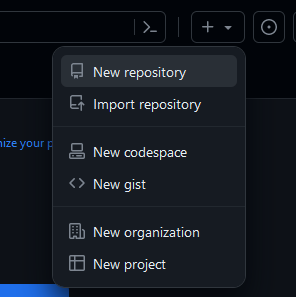 New repository
Import repository
nize your p
New codespace
New gist
New organization
New project